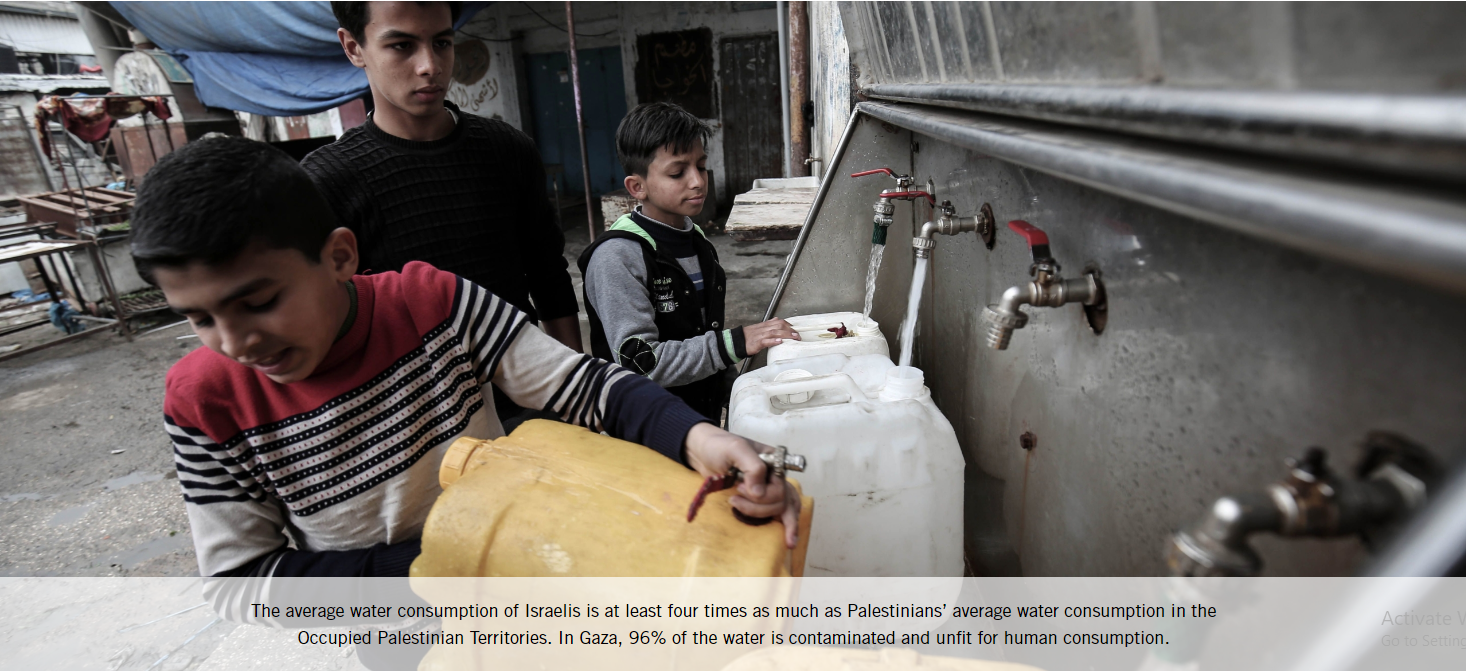 78
The average water consumption of Israelis is at least four times as much as Palestinians’ average water consumption in the
Occupied Palestinian Territories. In Gaza, 96% of the water is contaminated and unfit for human consumption.
Activate W
Go to Setting